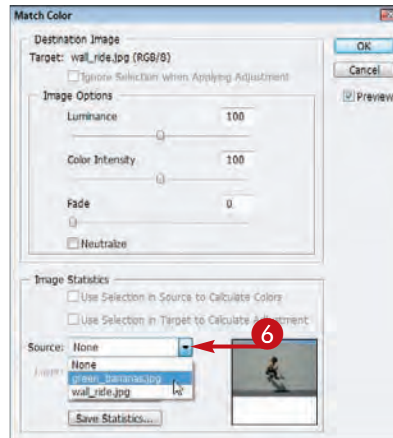 Match Color
Destination Image
Target: wall_ride.jpg (RGB/8)
Ignore Selection when Applying Adjustment
Image Options
Luminance 100
Color Intensity 100
Fade 0
Neutralize
OK
Cancel
Preview
Image Statistics
Use Selection in Source to Calculate Colors
Use Selection in Target to Calculate Adjustment
Source: None
6
None
Layer:
green_bananas.jpg
wall_ride.jpg
Save Statistics...